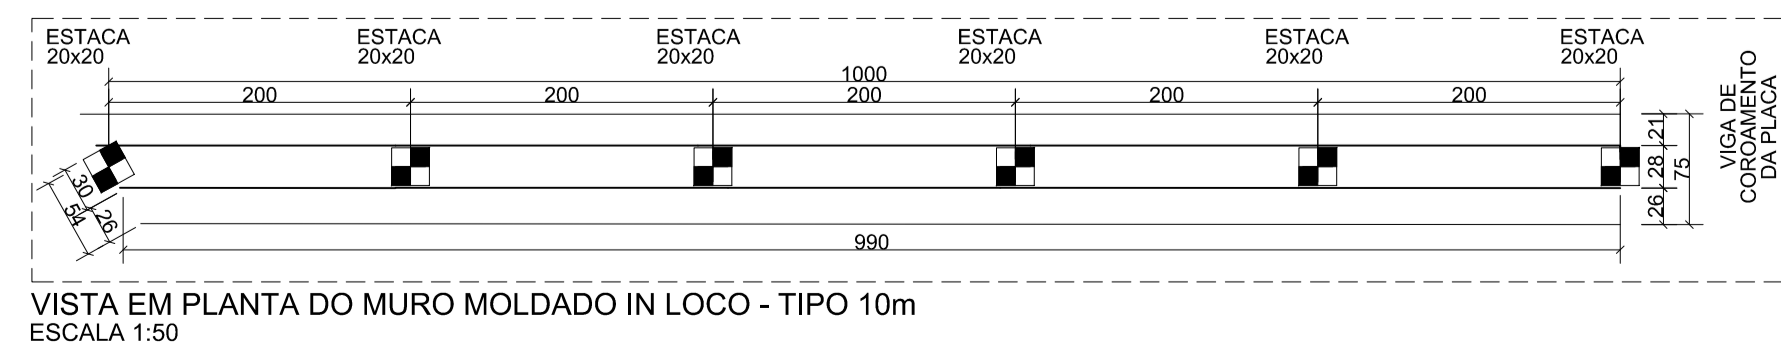 ESTACA
20x20
ESTACA
20x20
ESTACA
20x20
ESTACA
20x20
ESTACA
20x20
ESTACA
20x20
1000
200
200
200
200
200
21
28
26
75
VIGA DE
COROAMENTO
DA PLACA
30
26
54
990
VISTA EM PLANTA DO MURO MOLDADO IN LOCO - TIPO 10m
ESCALA 1:50